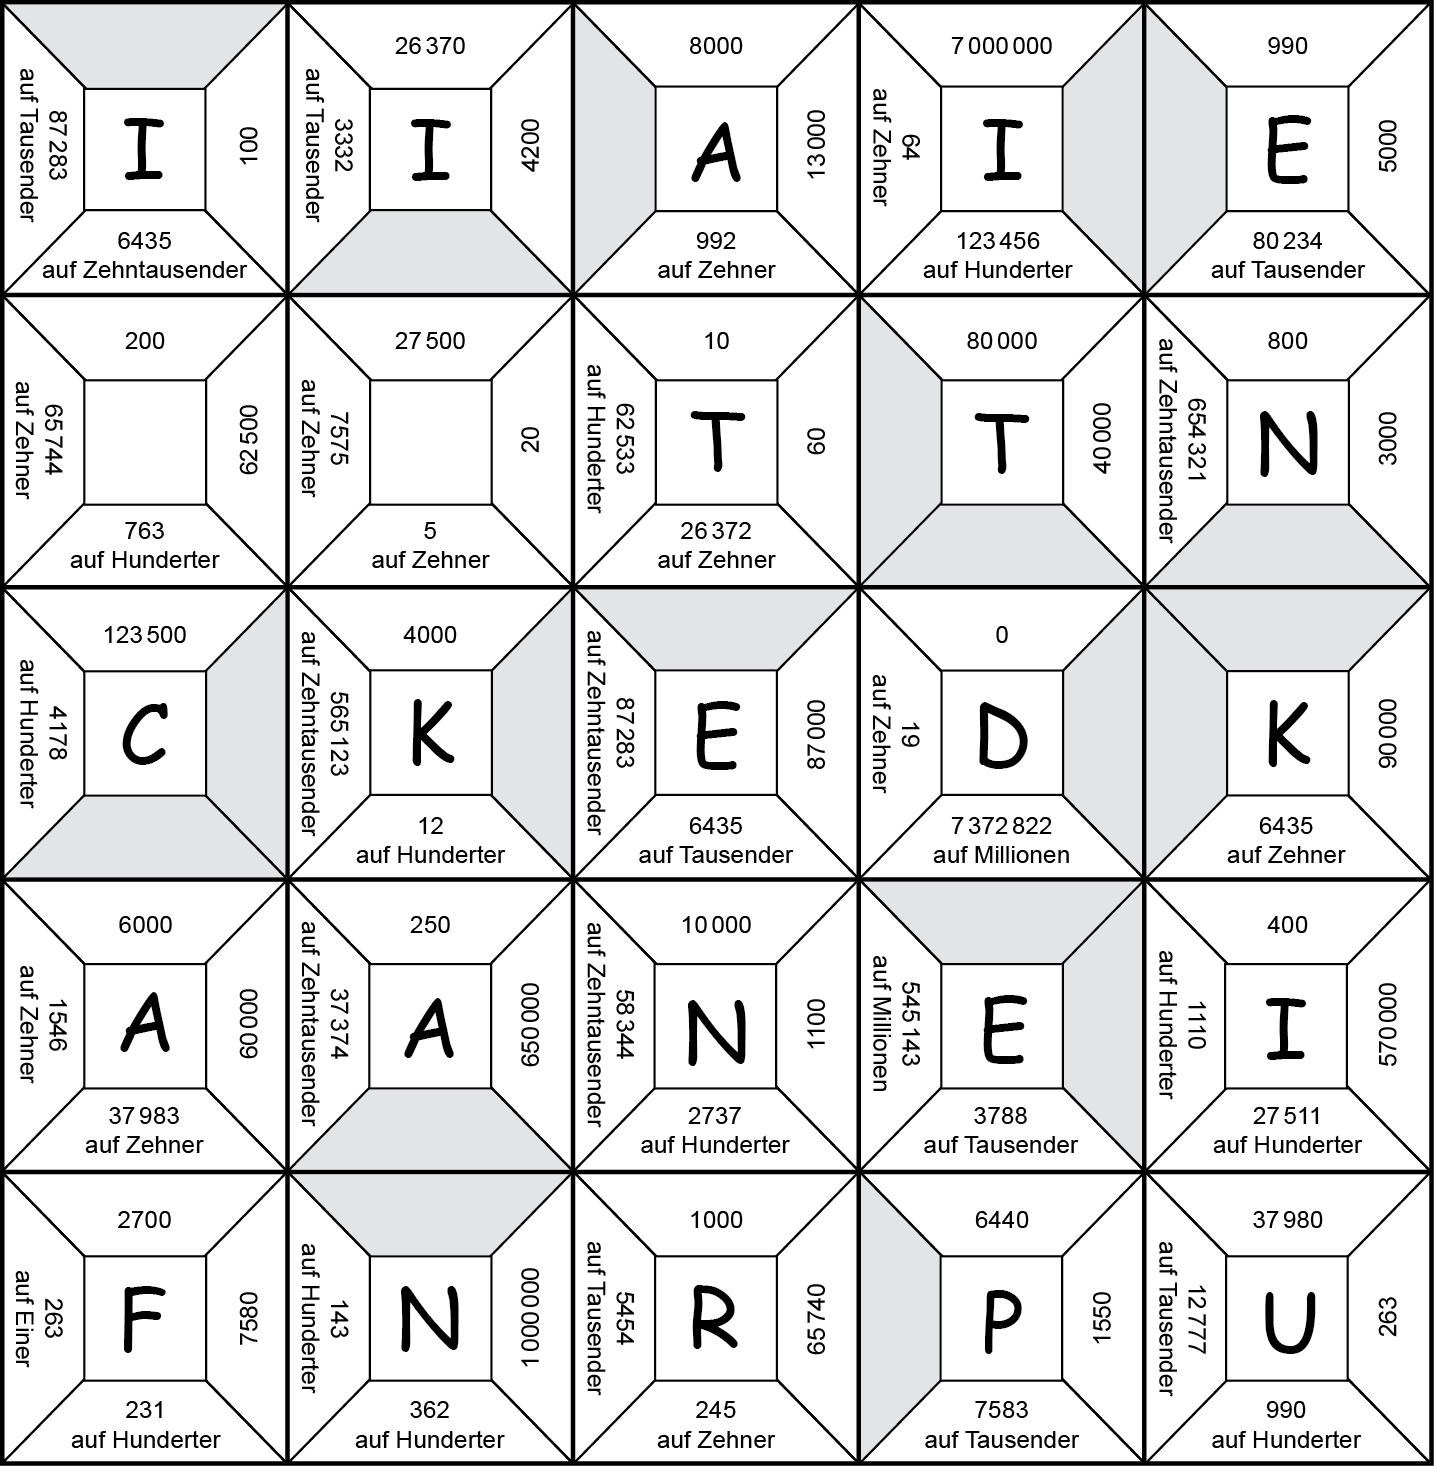 87 283
auf Tausender
I
100
6435
auf Zehntausender
26 370
3332
auf Tausender
I
4200
8000
A
13 000
992
auf Zehner
7 000 000
64
auf Zehner
I
123 456
auf Hunderter
990
E
5000
80 234
auf Tausender
200
65 744
auf Zehner
62 500
763
auf Hunderter
27 500
7575
auf Zehner
20
5
auf Zehner
10
62 533
auf Hunderter
T
60
26 372
auf Zehner
80 000
T
40 000
800
654 321
auf Zehntausender
N
3000
123 500
4178
auf Hunderter
C
4000
565 123
auf Zehntausender
K
12
auf Hunderter
87 283
auf Zehntausender
E
87 000
6435
auf Tausender
0
19
auf Zehner
D
7 372 822
auf Millionen
K
90 000
6435
auf Zehner
6000
1546
auf Zehner
A
60 000
37 983
auf Zehner
250
37 374
auf Zehntausender
A
650 000
10 000
58 344
auf Zehntausender
N
1100
2737
auf Hunderter
545 143
auf Millionen
E
3788
auf Tausender
400
1110
auf Hunderter
I
570 000
27 511
auf Hunderter
2700
263
auf Einer
F
7580
231
auf Hunderter
143
auf Hunderter
N
1 000 000
362
auf Hunderter
1000
5454
auf Tausender
R
65 740
245
auf Zehner
6440
P
1550
7583
auf Tausender
37 980
12 777
auf Tausender
U
263
990
auf Hunderter